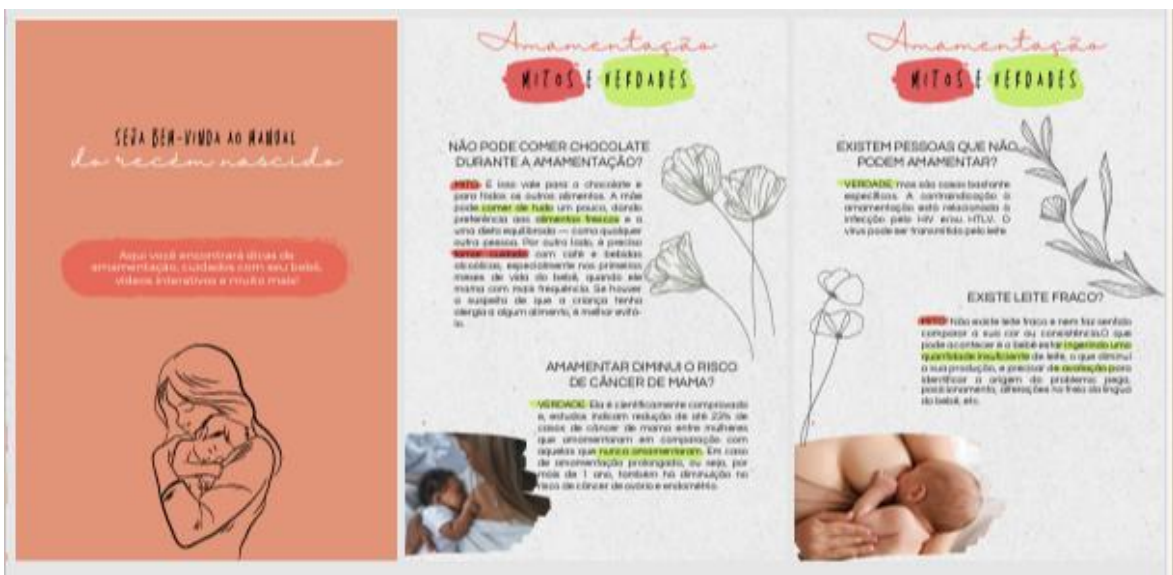 SEJA BEM-VINDA AO MANUAL
do recém nascido
Aqui você encontrará dicas de
amamentação, cuidados com seu bebê,
vídeos interativos e muito mais!
Amamentação
MITOS E VERDADES
NÃO PODE COMER CHOCOLATE
DURANTE A AMAMENTAÇÃO?
MITO. E isso vale para o chocolate e
para todos os outros alimentos. A mãe
pode comer de tudo um pouco, dando
preferência aos alimentos frescos e a
uma dieta equilibrada — como qualquer
outra pessoa. Por outro lado, é preciso
tomar cuidado com café e bebidas
alcoólicas, especialmente nos primeiros
meses de vida do bebê, quando ele
mama com mais frequência. Se houver
a suspeita de que a criança tenha
alergia a algum alimento, é melhor evitá-
lo.
AMAMENTAR DIMINUI O RISCO
DE CÂNCER DE MAMA?
VERDADE. Ela é cientificamente comprovada
e, estudos indicam redução de até 22% de
casos de câncer de mama entre mulheres
que amamentaram em comparação com
aquelas que nunca amamentaram. Em caso
de amamentação prolongada, ou seja, por
mais de 1 ano, também há diminuição no
risco de câncer de ovário e endométrio.
Amamentação
MITOS E VERDADES
EXISTEM PESSOAS QUE NÃO
PODEM AMAMENTAR?
VERDADE, mas são casos bastante
específicos. A contraindicação à
amamentação está relacionada à
infecção pelo HIV e/ou HTLV. O
vírus pode ser transmitido pelo leite.
EXISTE LEITE FRACO?
MITO. Não existe leite fraco e nem faz sentido
comparar a sua cor ou consistência.O que
pode acontecer é o bebê estar ingerindo uma
quantidade insuficiente de leite, o que diminui
a sua produção, e precisar de avaliação para
identificar a origem do problema: pega,
posicionamento, alterações no freio da língua
do bebê, etc.